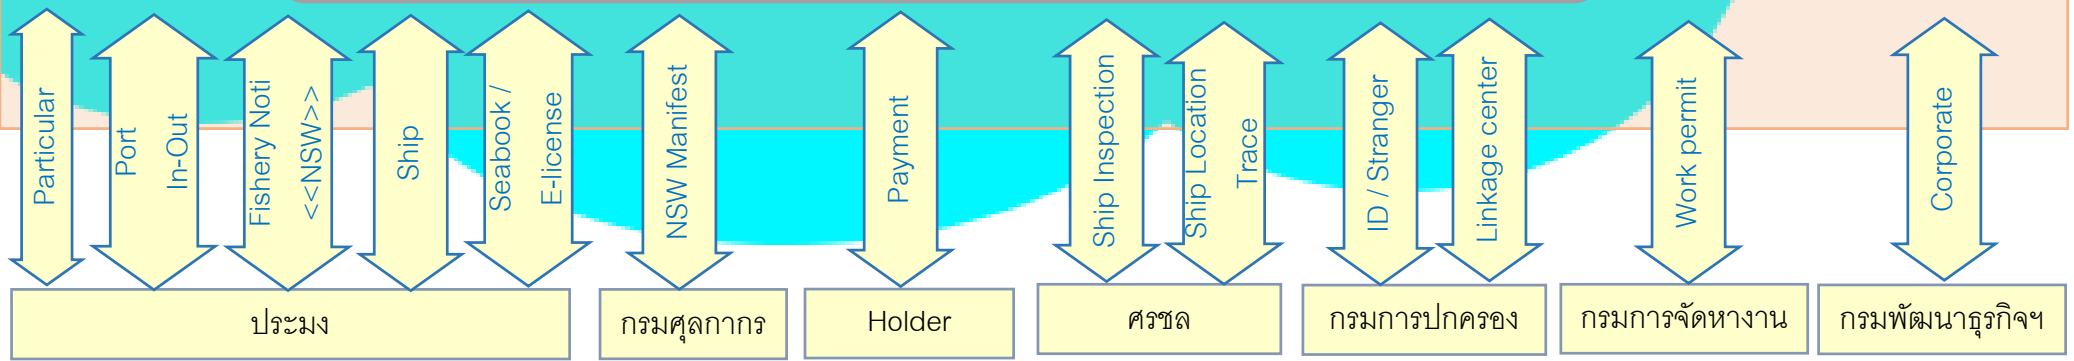 Particular
Port
In-Out
Fishery Noti
<<NSW>>
Ship
Seabook /
E-license
NSW Manifest
Payment
Ship Inspection
Ship Location
Trace
ID / Stranger
Linkage center
Work permit
Corporate
ประมง
กรมศุลกากร
Holder
ศรชล
กรมการปกครอง
กรมการจัดหางาน
กรมพัฒนาธุรกิจฯ